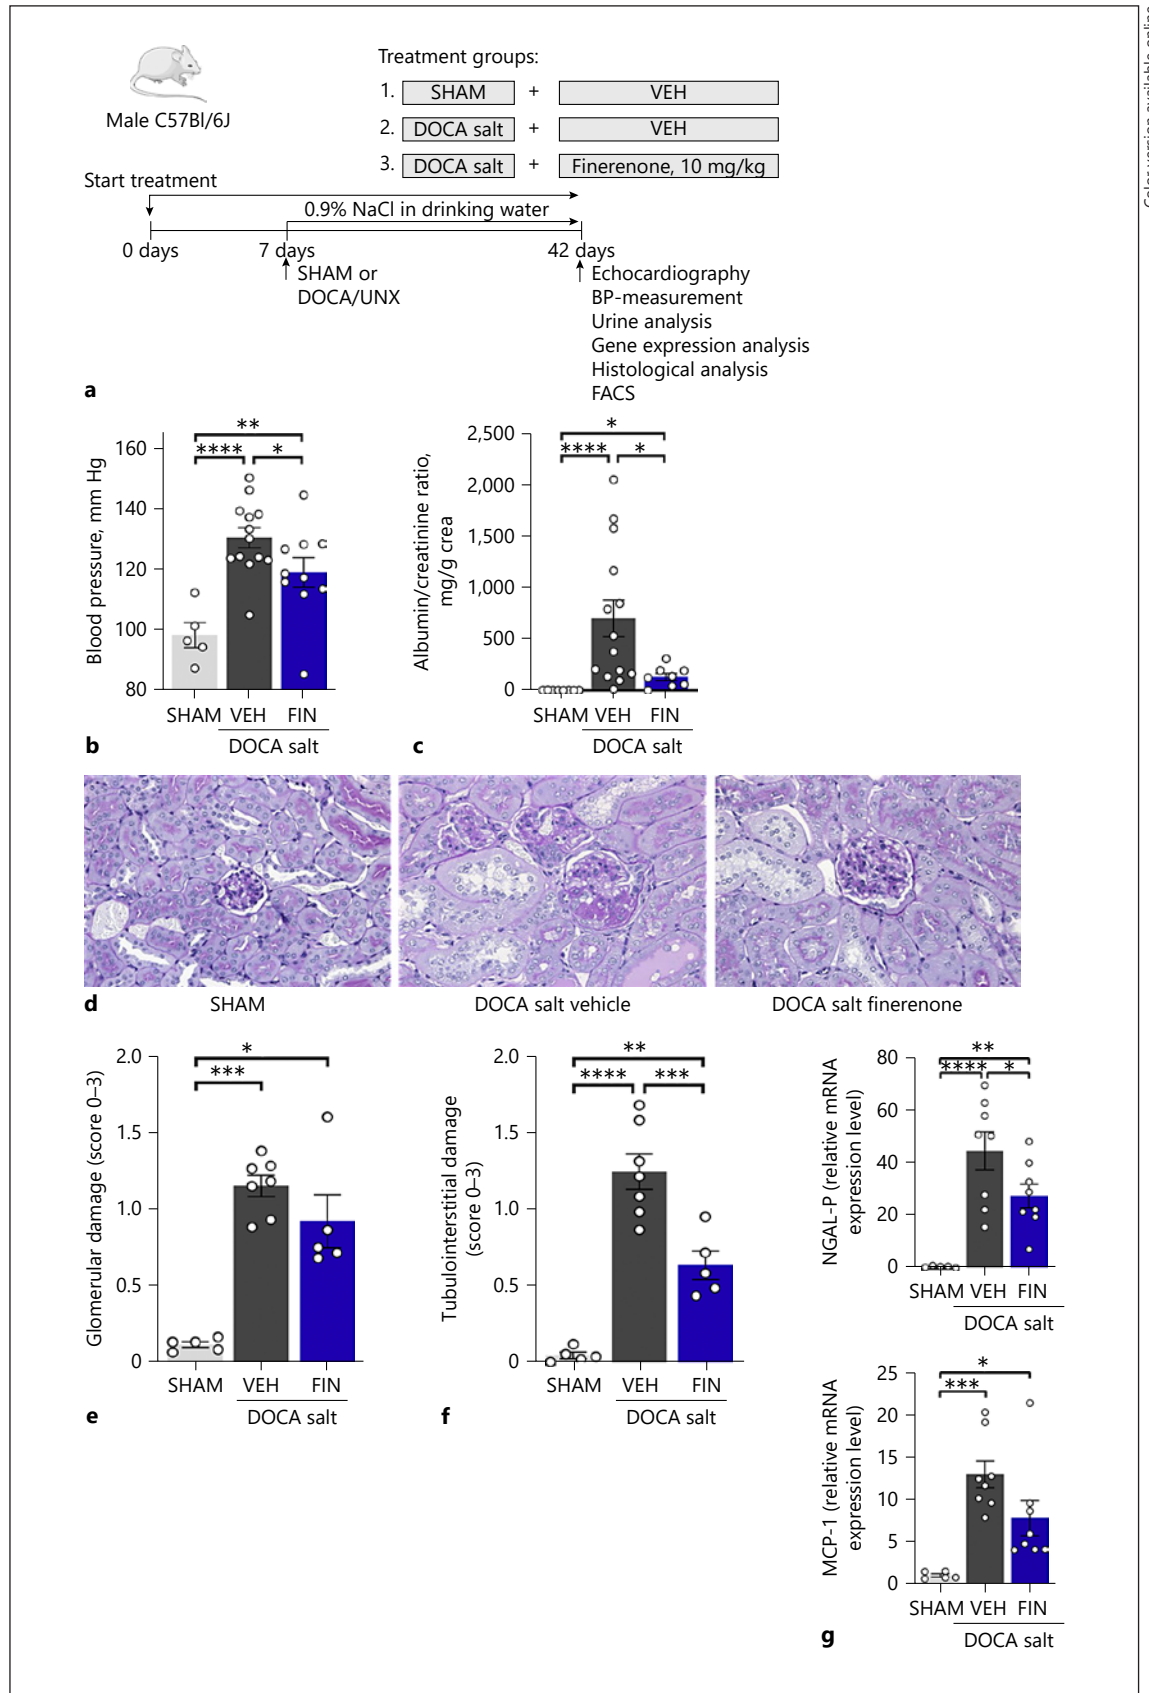 Color version available online
Treatment groups:
1. SHAM + VEH
2. DOCA salt + VEH
3. DOCA salt + Finerenone, 10 mg/kg
Male C57Bl/6J
Start treatment
0.9% NaCl in drinking water
0 days 7 days 42 days
SHAM or
DOCA/UNX
Echocardiography
BP-measurement
Urine analysis
Gene expression analysis
Histological analysis
FACS
a
Blood pressure, mm Hg
160
140
120
100
80
**
**** *
SHAM VEH FIN
DOCA salt
b
Albumin/creatinine ratio,
mg/g crea
2,500
2,000
1,500
1,000
500
0
*
**** *
SHAM VEH FIN
DOCA salt
c
SHAM
DOCA salt vehicle
DOCA salt finerenone
d
Glomerular damage (score 0–3)
2.0
1.5
1.0
0.5
0
*
***
SHAM VEH FIN
DOCA salt
e
Tubulointerstitial damage
(score 0–3)
2.0
1.5
1.0
0.5
0
**
**** ***
SHAM VEH FIN
DOCA salt
f
NGAL-P (relative mRNA
expression level)
80
60
40
20
0
**
**** *
SHAM VEH FIN
DOCA salt
MCP-1 (relative mRNA
expression level)
25
20
15
10
5
0
*
***
SHAM VEH FIN
DOCA salt
g